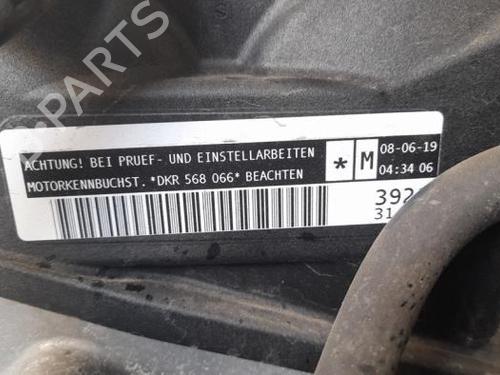 PARTS
ACHTUNG! BEI PRUEF- UND EINSTELLARBEITEN
MOTORKENNBUCHST. *DKR 568 066* BEACHTEN
* M 08-06-19
04:34 06
392
31